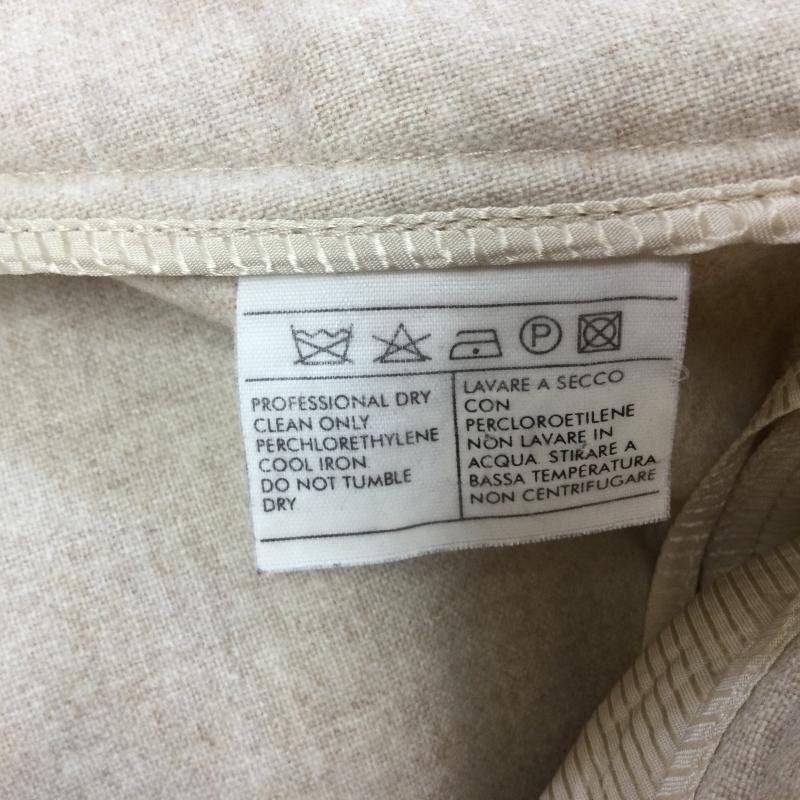 P
PROFESSIONAL DRY
CLEAN ONLY
PERCHLORETHYLENE
COOL IRON
DO NOT TUMBLE
DRY
LAVARE A SECCO
CON
PERCLOROETILENE
NON LAVARE IN
ACQUA. STIRARE A
BASSA TEMPERATURA
NON CENTRIFUGARE